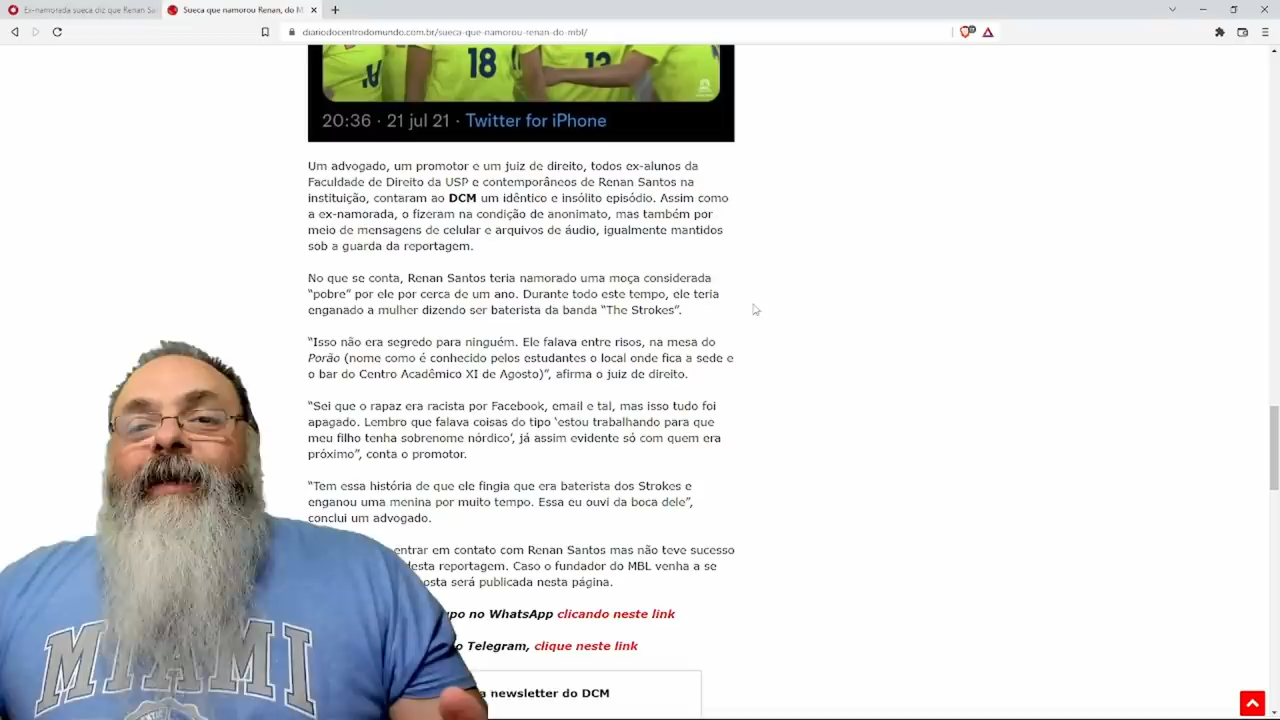 Ex-namorada sueca diz que Renan Sa
Sueca que namorou Renan, do M
diariodocentrodomundo.com.br/sueca-que-namorou-renan-do-mbl/
18
12
20:36 · 21 jul 21 · Twitter for iPhone
Um advogado, um promotor e um juiz de direito, todos ex-alunos da
Faculdade de Direito da USP e contemporâneos de Renan Santos na
instituição, contaram ao DCM um idêntico e insólito episódio. Assim como
a ex-namorada, o fizeram na condição de anonimato, mas também por
meio de mensagens de celular e arquivos de áudio, igualmente mantidos
sob a guarda da reportagem.
No que se conta, Renan Santos teria namorado uma moça considerada
“pobre” por ele por cerca de um ano. Durante todo este tempo, ele teria
enganado a mulher dizendo ser baterista da banda “The Strokes”.
“Isso não era segredo para ninguém. Ele falava entre risos, na mesa do
Porão (nome como é conhecido pelos estudantes o local onde fica a sede e
o bar do Centro Acadêmico XI de Agosto)”, afirma o juiz de direito.
“Sei que o rapaz era racista por Facebook, email e tal, mas isso tudo foi
apagado. Lembro que falava coisas do tipo ‘estou trabalhando para que
meu filho tenha sobrenome nórdico’, já assim evidente só com quem era
próximo”, conta o promotor.
“Tem essa história de que ele fingia que era baterista dos Strokes e
enganou uma menina por muito tempo. Essa eu ouvi da boca dele”,
conclui um advogado.
entrar em contato com Renan Santos mas não teve sucesso
desta reportagem. Caso o fundador do MBL venha a se
osta será publicada nesta página.
upo no WhatsApp clicando neste link
o Telegram, clique neste link
a newsletter do DCM
MIAMI